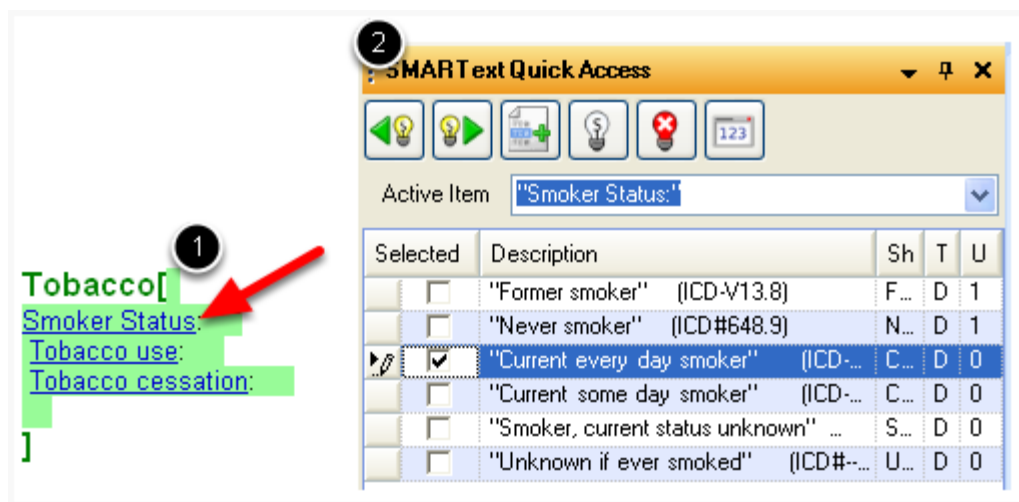 2
SMARText Quick Access
123
Active Item "Smoker Status:"
1
Selected Description Sh T U
Tobacco[
Smoker Status:
Tobacco use:
Tobacco cessation:
]
"Former smoker" (ICD-V13.8) F... D 1
"Never smoker" (ICD#648.9) N... D 1
"Current every day smoker" (ICD-... C... D 0
"Current some day smoker" (ICD-... C... D 0
"Smoker, current status unknown" ... S... D 0
"Unknown if ever smoked" (ICD#--... U... D 0